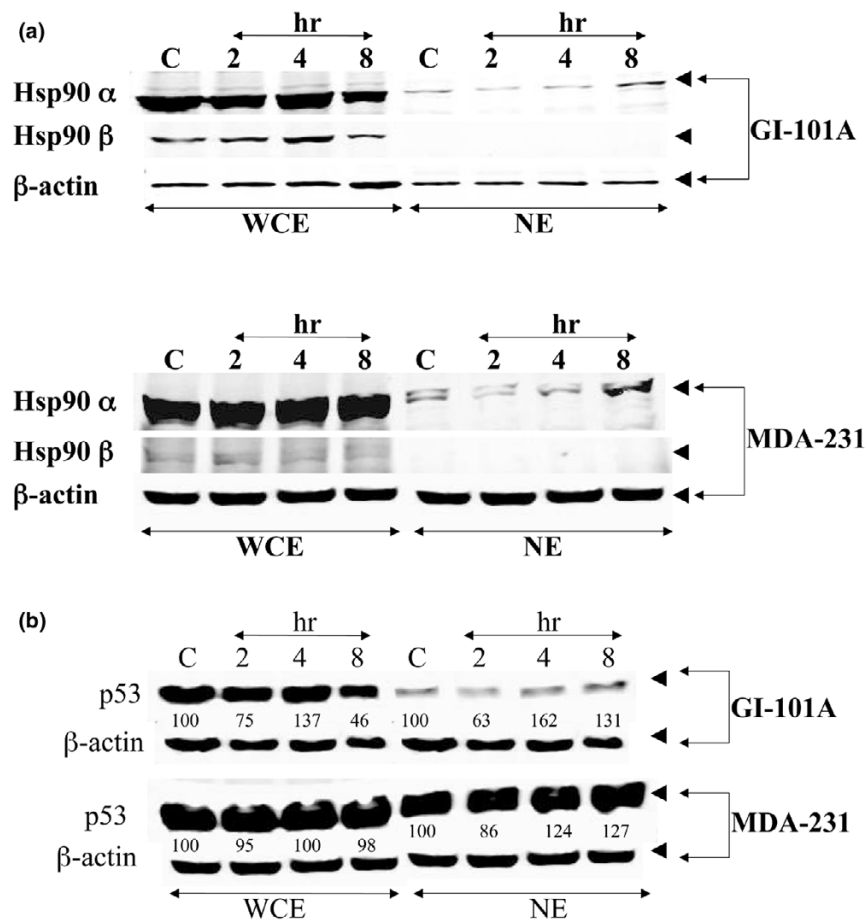 (a)
hr hr
C 2 4 8 C 2 4 8
Hsp90 α
Hsp90 β
GI-101A
β-actin
WCE NE
hr hr
C 2 4 8 C 2 4 8
Hsp90 α
Hsp90 β
MDA-231
β-actin
WCE NE
(b)
hr hr
C 2 4 8 C 2 4 8
p53
GI-101A
100 75 137 46 100 63 162 131
β-actin
p53
MDA-231
100 95 100 98 100 86 124 127
β-actin
WCE NE